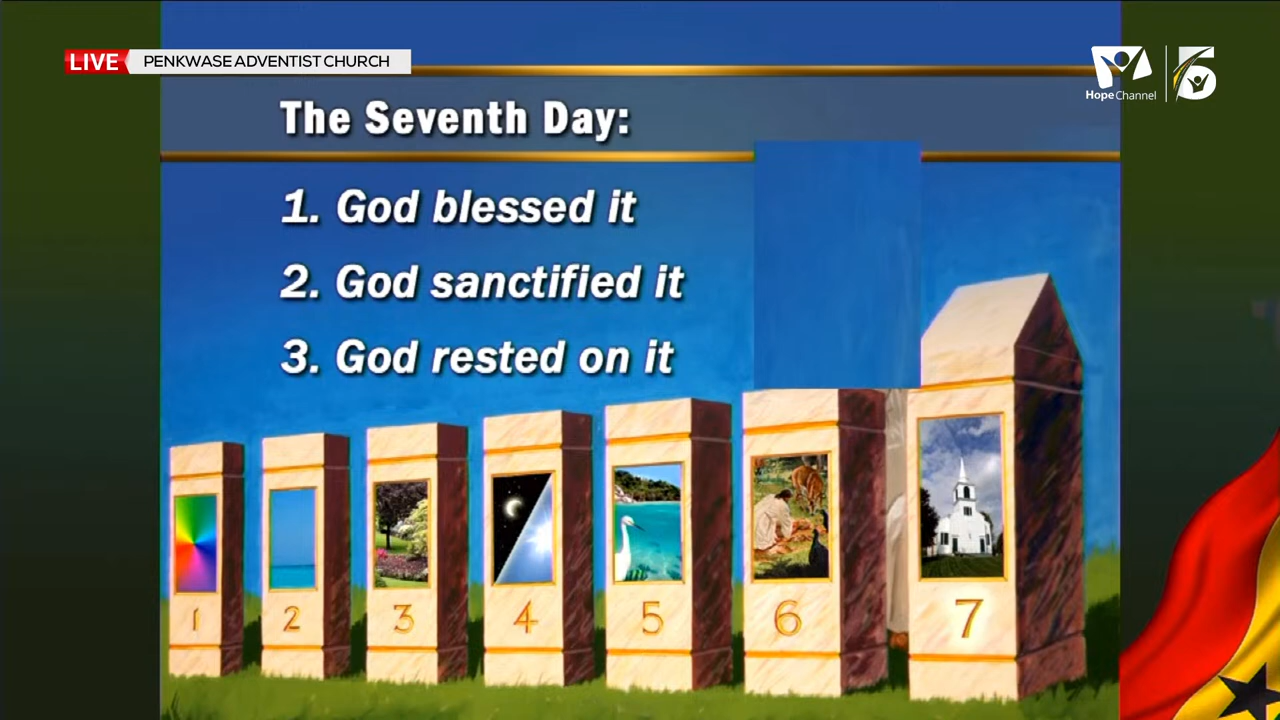 LIVE PENKWASE ADVENTIST CHURCH
Hope Channel 5
The Seventh Day:
1. God blessed it
2. God sanctified it
3. God rested on it
1 2 3 4 5 6 7